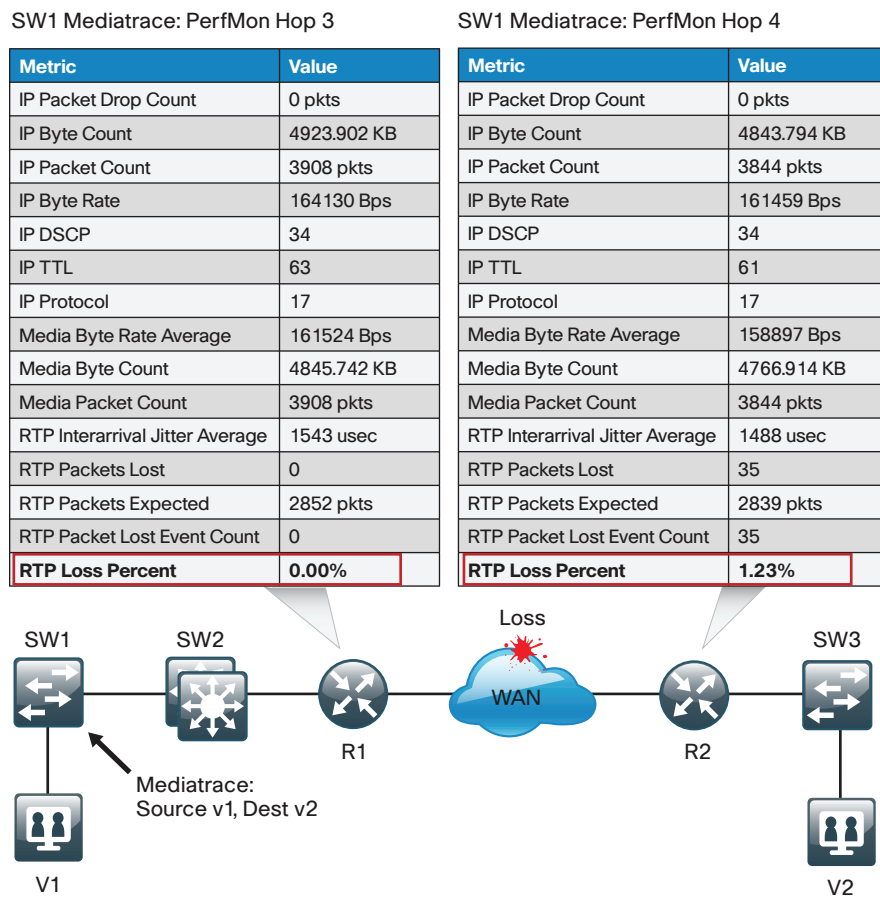 SW1 Mediatrace: PerfMon Hop 3
Metric Value
IP Packet Drop Count 0 pkts
IP Byte Count 4923.902 KB
IP Packet Count 3908 pkts
IP Byte Rate 164130 Bps
IP DSCP 34
IP TTL 63
IP Protocol 17
Media Byte Rate Average 161524 Bps
Media Byte Count 4845.742 KB
Media Packet Count 3908 pkts
RTP Interarrival Jitter Average 1543 usec
RTP Packets Lost 0
RTP Packets Expected 2852 pkts
RTP Packet Lost Event Count 0
RTP Loss Percent 0.00%
SW1 Mediatrace: PerfMon Hop 4
Metric Value
IP Packet Drop Count 0 pkts
IP Byte Count 4843.794 KB
IP Packet Count 3844 pkts
IP Byte Rate 161459 Bps
IP DSCP 34
IP TTL 61
IP Protocol 17
Media Byte Rate Average 158897 Bps
Media Byte Count 4766.914 KB
Media Packet Count 3844 pkts
RTP Interarrival Jitter Average 1488 usec
RTP Packets Lost 35
RTP Packets Expected 2839 pkts
RTP Packet Lost Event Count 35
RTP Loss Percent 1.23%
Loss
SW1
SW2
SW3
WAN
R1
R2
Mediatrace:
Source v1, Dest v2
V1
V2